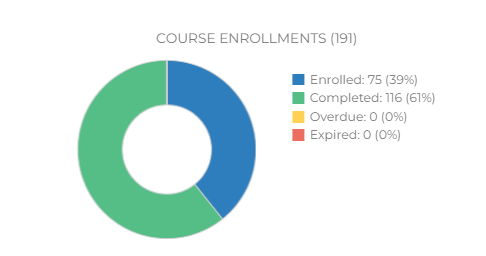 COURSE ENROLLMENTS (191)
Enrolled: 75 (39%)
Completed: 116 (61%)
Overdue: 0 (0%)
Expired: 0 (0%)